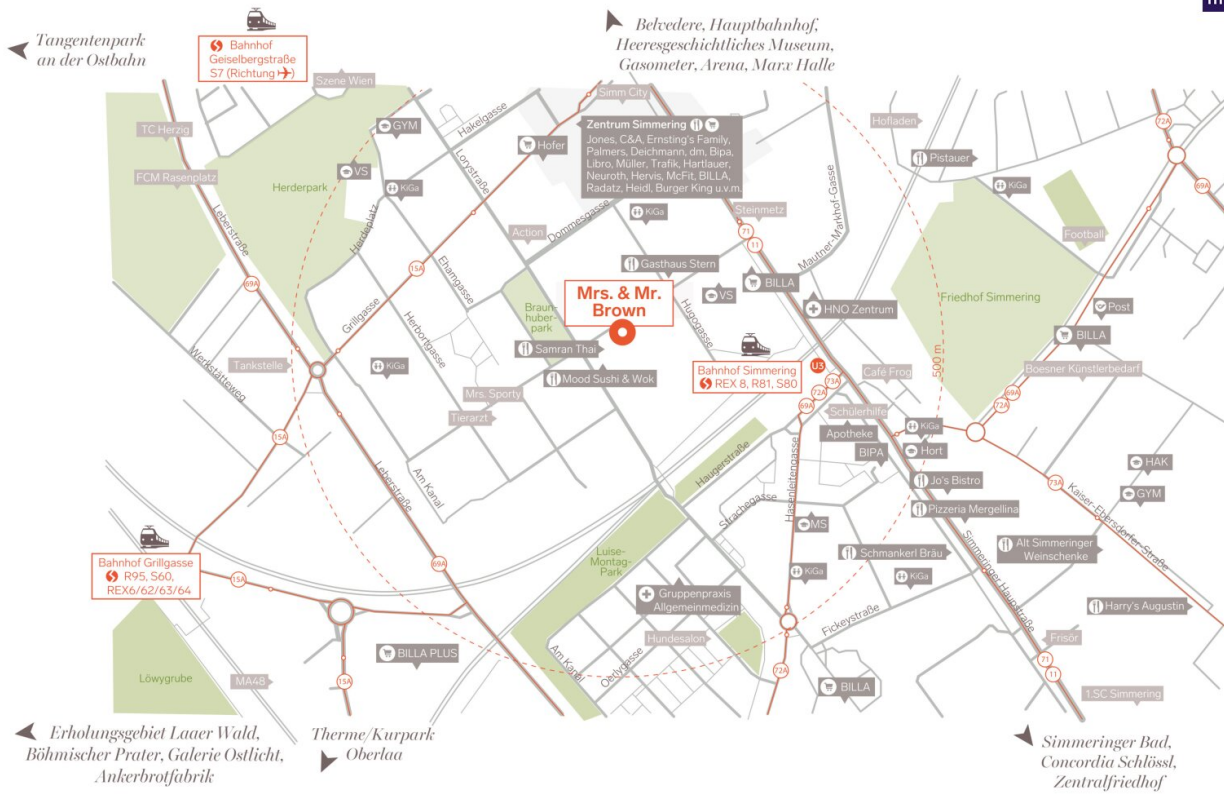 Tangentenpark
an der Ostbahn
Bahnhof
Geiselbergstraße
S7 (Richtung
Belvedere, Hauptbahnhof,
Heeresgeschichtliches Museum,
Gasometer, Arena, Marx Halle
Szene Wien
Simm City
TC Herzig
FCM Rasenplatz
GYM
Hakelgasse
Hofer
VS
KiGa
Herderpark
Leberstraße
Herderplatz
Lorystraße
Zentrum Simmering
Jones, C&A, Ernsting's Family,
Palmers, Deichmann, dm, Bipa,
Libro, Müller, Trafik, Hartlauer,
Neuroth, Hervis, McFit, BILLA,
Radatz, Heidl, Burger King u.v.m.
Hofladen
Pistauer
72A
69A
KiGa
Football
KiGa
Steinmetz
Mautner-Markhof-Gasse
Action
Dommesgasse
71
11
15A
Ehamgasse
Gasthaus Stern
VS
BILLA
HNO Zentrum
Friedhof Simmering
Post
BILLA
Boesner Künstlerbedarf
69A
Grillgasse
Herbortgasse
Braun-
huber-
park
Mrs. & Mr.
Brown
Hugogasse
Samran Thai
Mood Sushi & Wok
Bahnhof Simmering
REX 8, R81, S80
U3
73A
72A
69A
500 m
Café Frog
69A
72A
Werkstätteweg
Tankstelle
KiGa
Mrs. Sporty
Tierarzt
Schülerhilfe
Apotheke
BIPA
KiGa
Hort
HAK
GYM
15A
Am Kanal
Leberstraße
Haugerstraße
Strachegasse
Hasenleitengasse
MS
Jo's Bistro
Pizzeria Mergellina
73A
Kaiser-Ebersdorfer-Straße
Bahnhof Grillgasse
R95, S60,
REX6/62/63/64
15A
69A
Luise-
Montag-
Park
Schmankerl Bräu
KiGa
KiGa
Alt Simmeringer
Weinschenke
Simmeringer Hauptstraße
Gruppenpraxis
Allgemeinmedizin
Fickeystraße
Harry's Augustin
Hundesalon
Frisör
BILLA PLUS
Am Kanal
Oedlgasse
72A
71
11
Löwygrube
MA48
15A
BILLA
1.SC Simmering
Erholungsgebiet Laaer Wald,
Böhmischer Prater, Galerie Ostlicht,
Ankerbrotfabrik
Therme/Kurpark
Oberlaa
Simmeringer Bad,
Concordia Schlössl,
Zentralfriedhof